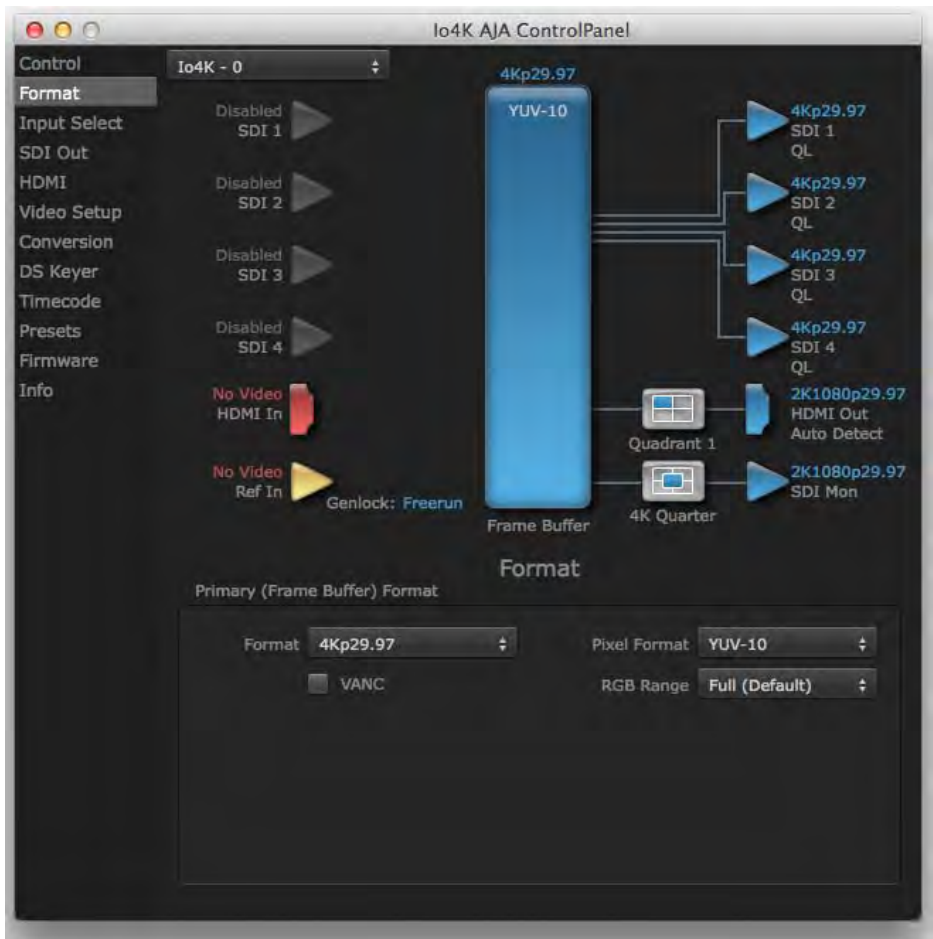 Io4K AJA ControlPanel
Control
Format
Input Select
SDI Out
HDMI
Video Setup
Conversion
DS Keyer
Timecode
Presets
Firmware
Info
Io4K - 0
Disabled
SDI 1
Disabled
SDI 2
Disabled
SDI 3
Disabled
SDI 4
No Video
HDMI In
No Video
Ref In
Genlock: Freerun
4Kp29.97
YUV-10
Frame Buffer
4Kp29.97
SDI 1
QL
4Kp29.97
SDI 2
QL
4Kp29.97
SDI 3
QL
4Kp29.97
SDI 4
QL
Quadrant 1
2K1080p29.97
HDMI Out
Auto Detect
4K Quarter
2K1080p29.97
SDI Mon
Format
Primary (Frame Buffer) Format
Format 4Kp29.97
Pixel Format YUV-10
VANC
RGB Range Full (Default)